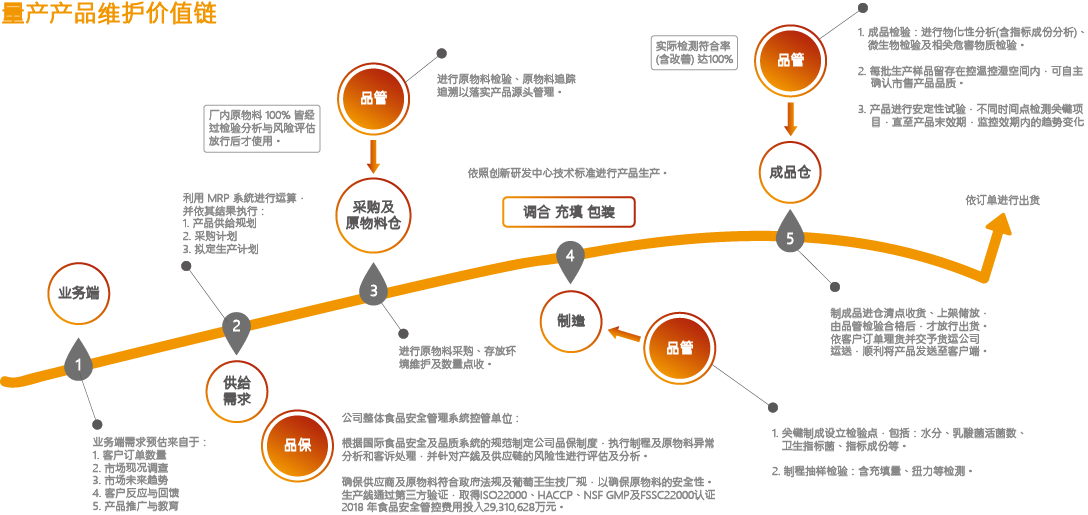 量产产品维护价值链
实际检测符合率
(含改善) 达100%
品管
1. 成品检验：进行物化性分析(含指标成份分析)、
微生物检验及相关危害物质检验。
2. 每批生产样品留存在控温控湿空间内，可自主
确认市售产品品质。
3. 产品进行安定性试验，不同时间点检测关键项
目，直至产品末效期，监控效期内的趋势变化
成品仓
厂内原物料 100% 皆经
过检验分析与风险评估
放行后才使用。
品管
进行原物料检验、原物料追踪
追溯以落实产品源头管理。
采购及
原物料仓
依照创新研发中心技术标准进行产品生产。
调合 充填 包装
依订单进行出货
利用 MRP 系统进行运算，
并依其结果执行：
1. 产品供给规划
2. 采购计划
3. 拟定生产计划
业务端
1
2
3
4
5
供给
需求
制造
品管
进行原物料采购、存放环
境维护及数量点收。
制成品进仓清点收货、上架储放，
由品管检验合格后，才放行出货。
依客户订单理货并交予货运公司
运送，顺利将产品发送至客户端。
业务端需求预估来自于：
1. 客户订单数量
2. 市场现况调查
3. 市场未来趋势
4. 客户反应与回馈
5. 产品推广与教育
品保
公司整体食品安全管理系统控管单位：
根据国际食品安全及品质系统的规范制定公司品保制度，执行制程及原物料异常
分析和客诉处理，并针对产线及供应链的风险性进行评估及分析。
确保供应商及原物料符合政府法规及葡萄王生技厂规，以确保原物料的安全性。
生产线通过第三方验证，取得ISO22000、HACCP、NSF GMP及FSSC22000认证
2018 年食品安全管控费用投入29,310,628万元。
1. 关键制成设立检验点，包括：水分、乳酸菌活菌数、
卫生指标菌、指标成份等。
2. 制程抽样检验：含充填量、扭力等检测。